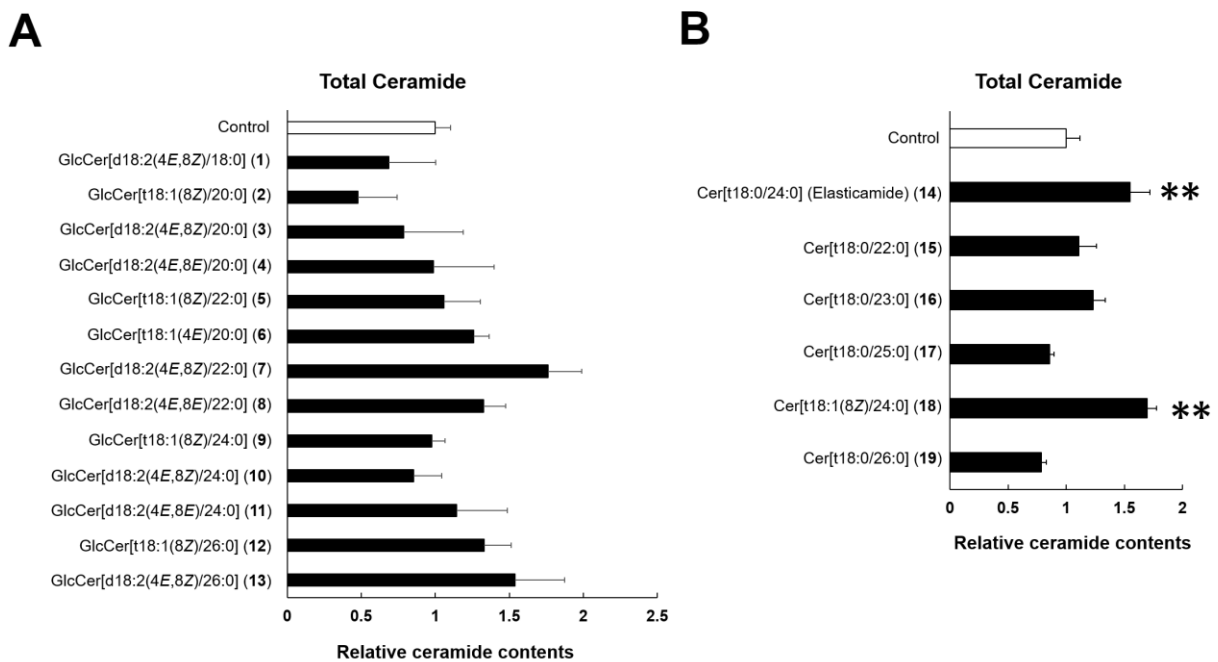 A
Total Ceramide
Control
GlcCer[d18:2(4E,8Z)/18:0] (1)
GlcCer[t18:1(8Z)/20:0] (2)
GlcCer[d18:2(4E,8Z)/20:0] (3)
GlcCer[d18:2(4E,8E)/20:0] (4)
GlcCer[t18:1(8Z)/22:0] (5)
GlcCer[t18:1(4E)/20:0] (6)
GlcCer[d18:2(4E,8Z)/22:0] (7)
GlcCer[d18:2(4E,8E)/22:0] (8)
GlcCer[t18:1(8Z)/24:0] (9)
GlcCer[d18:2(4E,8Z)/24:0] (10)
GlcCer[d18:2(4E,8E)/24:0] (11)
GlcCer[t18:1(8Z)/26:0] (12)
GlcCer[d18:2(4E,8Z)/26:0] (13)
0 0.5 1 1.5 2 2.5
Relative ceramide contents
B
Total Ceramide
Control
Cer[t18:0/24:0] (Elasticamide) (14) **
Cer[t18:0/22:0] (15)
Cer[t18:0/23:0] (16)
Cer[t18:0/25:0] (17)
Cer[t18:1(8Z)/24:0] (18) **
Cer[t18:0/26:0] (19)
0 0.5 1 1.5 2
Relative ceramide contents